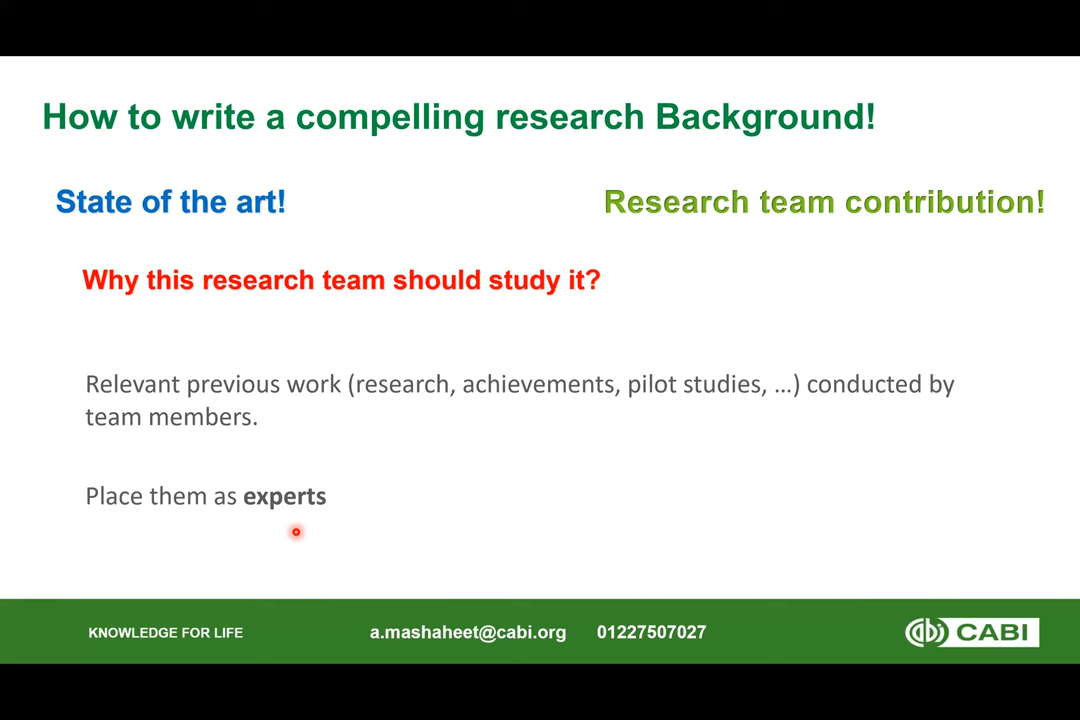 How to write a compelling research Background!
State of the art!
Research team contribution!
Why this research team should study it?
Relevant previous work (research, achievements, pilot studies, …) conducted by
team members.
Place them as experts
KNOWLEDGE FOR LIFE
a.mashaheet@cabi.org
01227507027
CABI